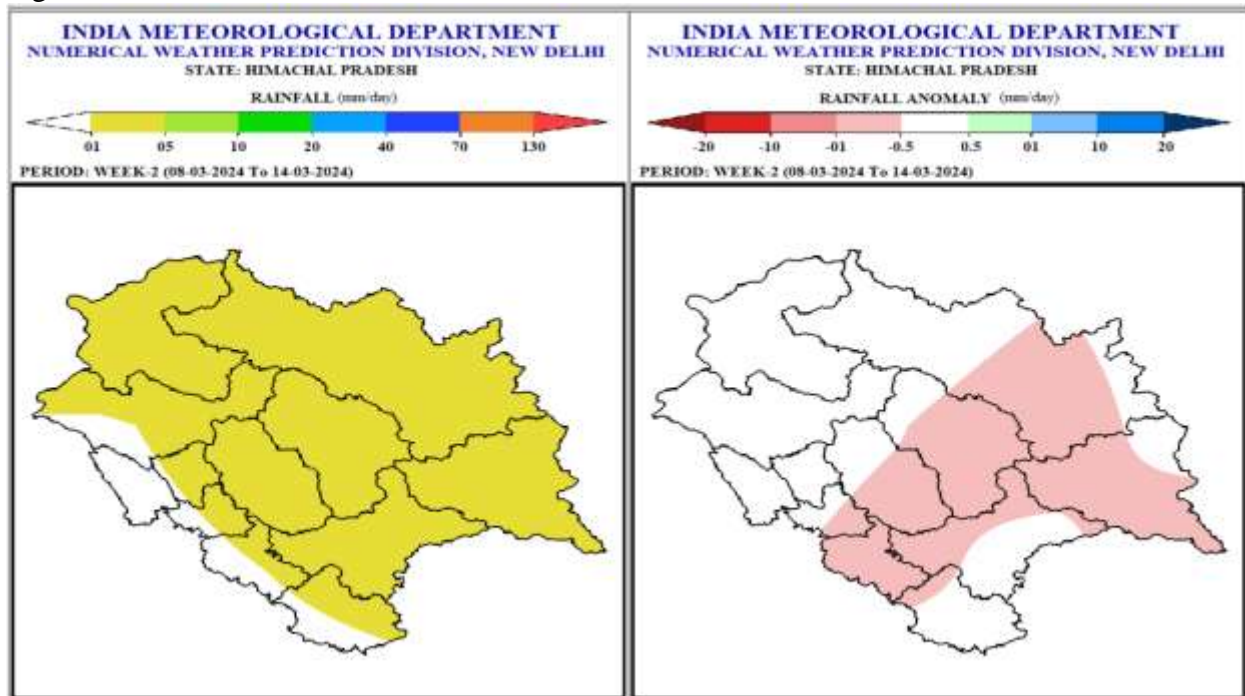 INDIA METEOROLOGICAL DEPARTMENT
NUMERICAL WEATHER PREDICTION DIVISION, NEW DELHI
STATE: HIMACHAL PRADESH
RAINFALL (mm/day)
01 05 10 20 40 70 130
PERIOD: WEEK-2 (08-03-2024 To 14-03-2024)
INDIA METEOROLOGICAL DEPARTMENT
NUMERICAL WEATHER PREDICTION DIVISION, NEW DELHI
STATE: HIMACHAL PRADESH
RAINFALL ANOMALY (mm/day)
-20 -10 -01 -0.5 0.5 01 10 20
PERIOD: WEEK-2 (08-03-2024 To 14-03-2024)